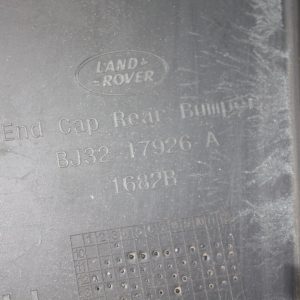 LAND-
-ROVER
End Cap Rear Bumper
BJ32-17926-A
1682B